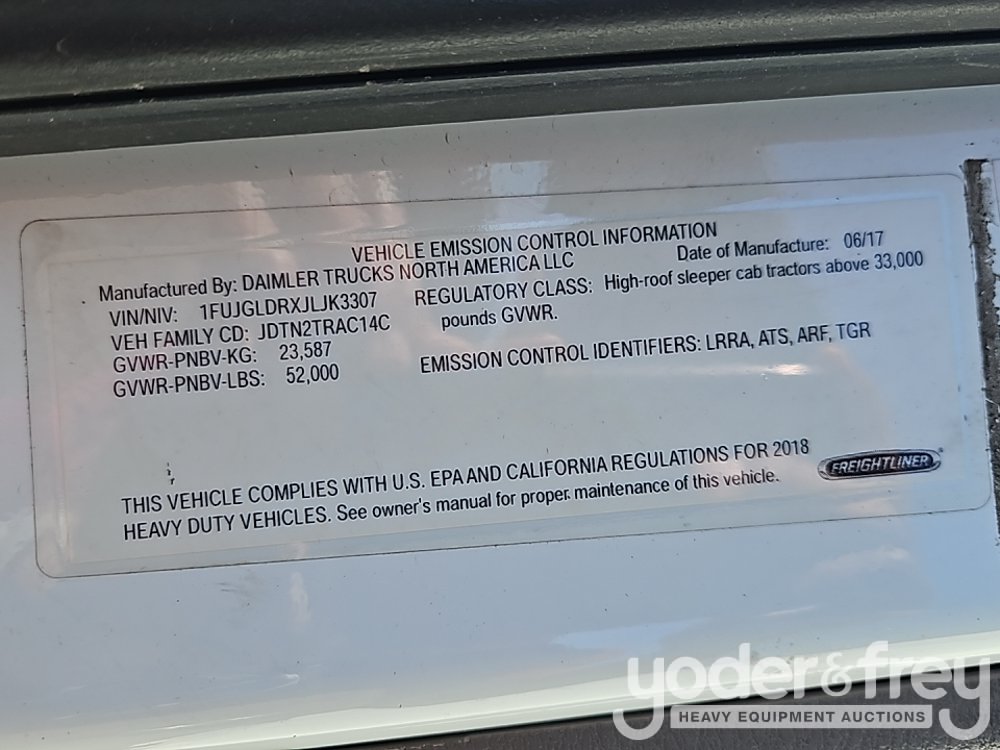 VEHICLE EMISSION CONTROL INFORMATION
Manufactured By: DAIMLER TRUCKS NORTH AMERICA LLC
Date of Manufacture: 06/17
VIN/NIV: 1FUJGLDRXJLJK3307
REGULATORY CLASS: High-roof sleeper cab tractors above 33,000
pounds GVWR.
VEH FAMILY CD: JDTN2TRAC14C
GVWR-PNBV-KG: 23,587
GVWR-PNBV-LBS: 52,000
EMISSION CONTROL IDENTIFIERS: LRRA, ATS, ARF, TGR
THIS VEHICLE COMPLIES WITH U.S. EPA AND CALIFORNIA REGULATIONS FOR 2018
HEAVY DUTY VEHICLES. See owner's manual for proper maintenance of this vehicle.
FREIGHTLINER
yoder&frey
HEAVY EQUIPMENT AUCTIONS